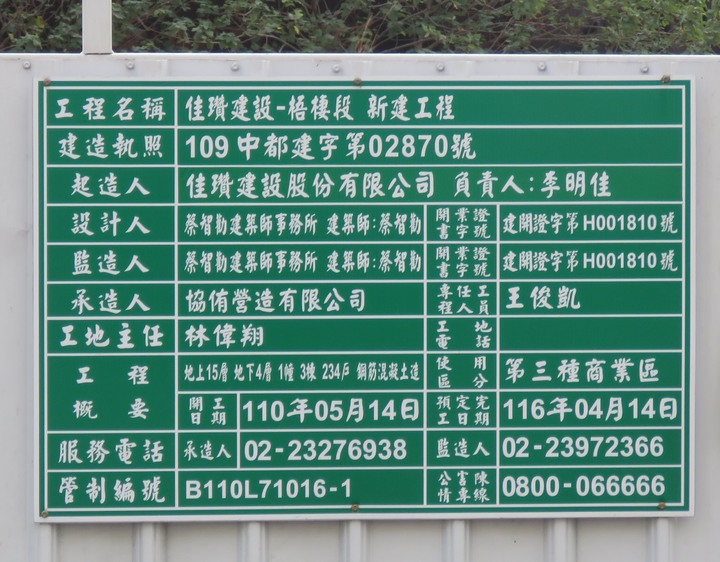 工程名稱 佳瓚建設-梧棲段 新建工程
建造執照 109中都建字第02870號
起造人 佳瓚建設股份有限公司 負責人:李明佳
設計人 蔡智勸建築師事務所 建築師:蔡智勸 開業證書字號 建開證字第H001810號
監造人 蔡智勸建築師事務所 建築師:蔡智勸 開業證書字號 建開證字第H001810號
承造人 協侑營造有限公司 專任工程人員 王俊凱
工地主任 林偉翔 工地電話
工程概要 地上15層 地下4層 1幢 3棟 234戶 鋼筋混凝土造 使用區分 第三種商業區
開工日期 110年05月14日 預定完工日期 116年04月14日
服務電話 承造人 02-23276938 監造人 02-23972366
管制編號 B110L71016-1 公害陳情專線 0800-066666